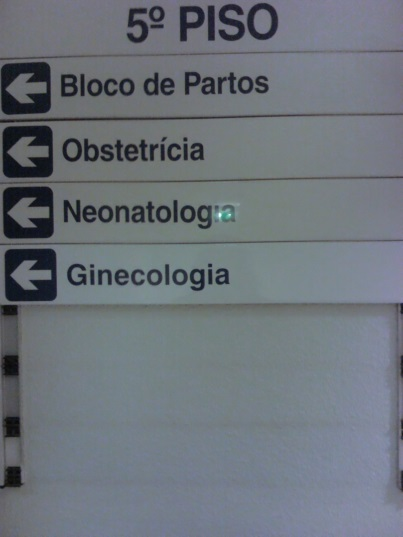 5º PISO
Bloco de Partos
Obstetrícia
Neonatologia
Ginecologia